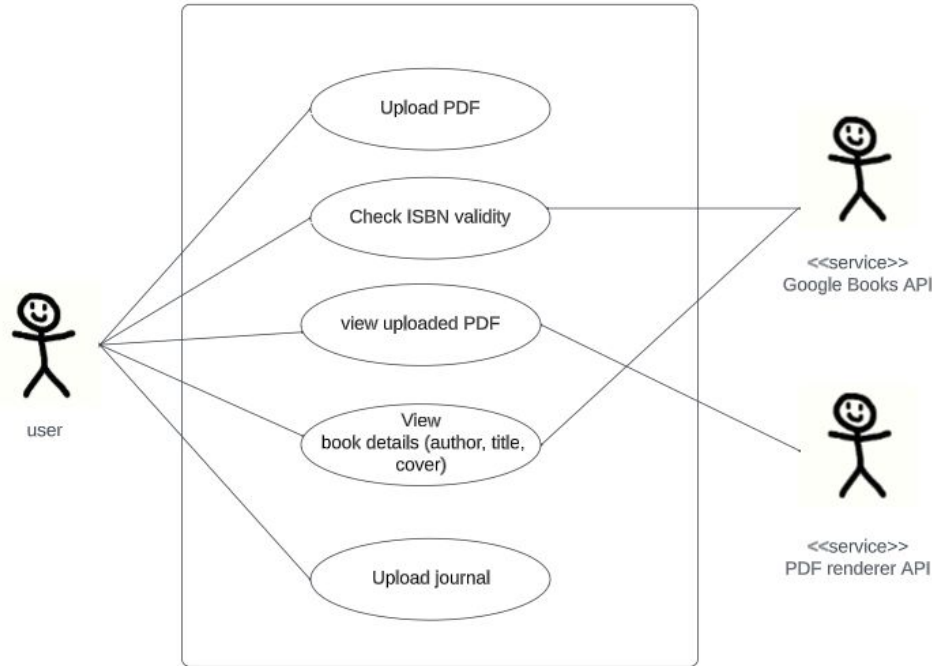 Upload PDF
Check ISBN validity
view uploaded PDF
View
book details (author, title,
cover)
Upload journal
user
<<service>>
Google Books API
<<service>>
PDF renderer API